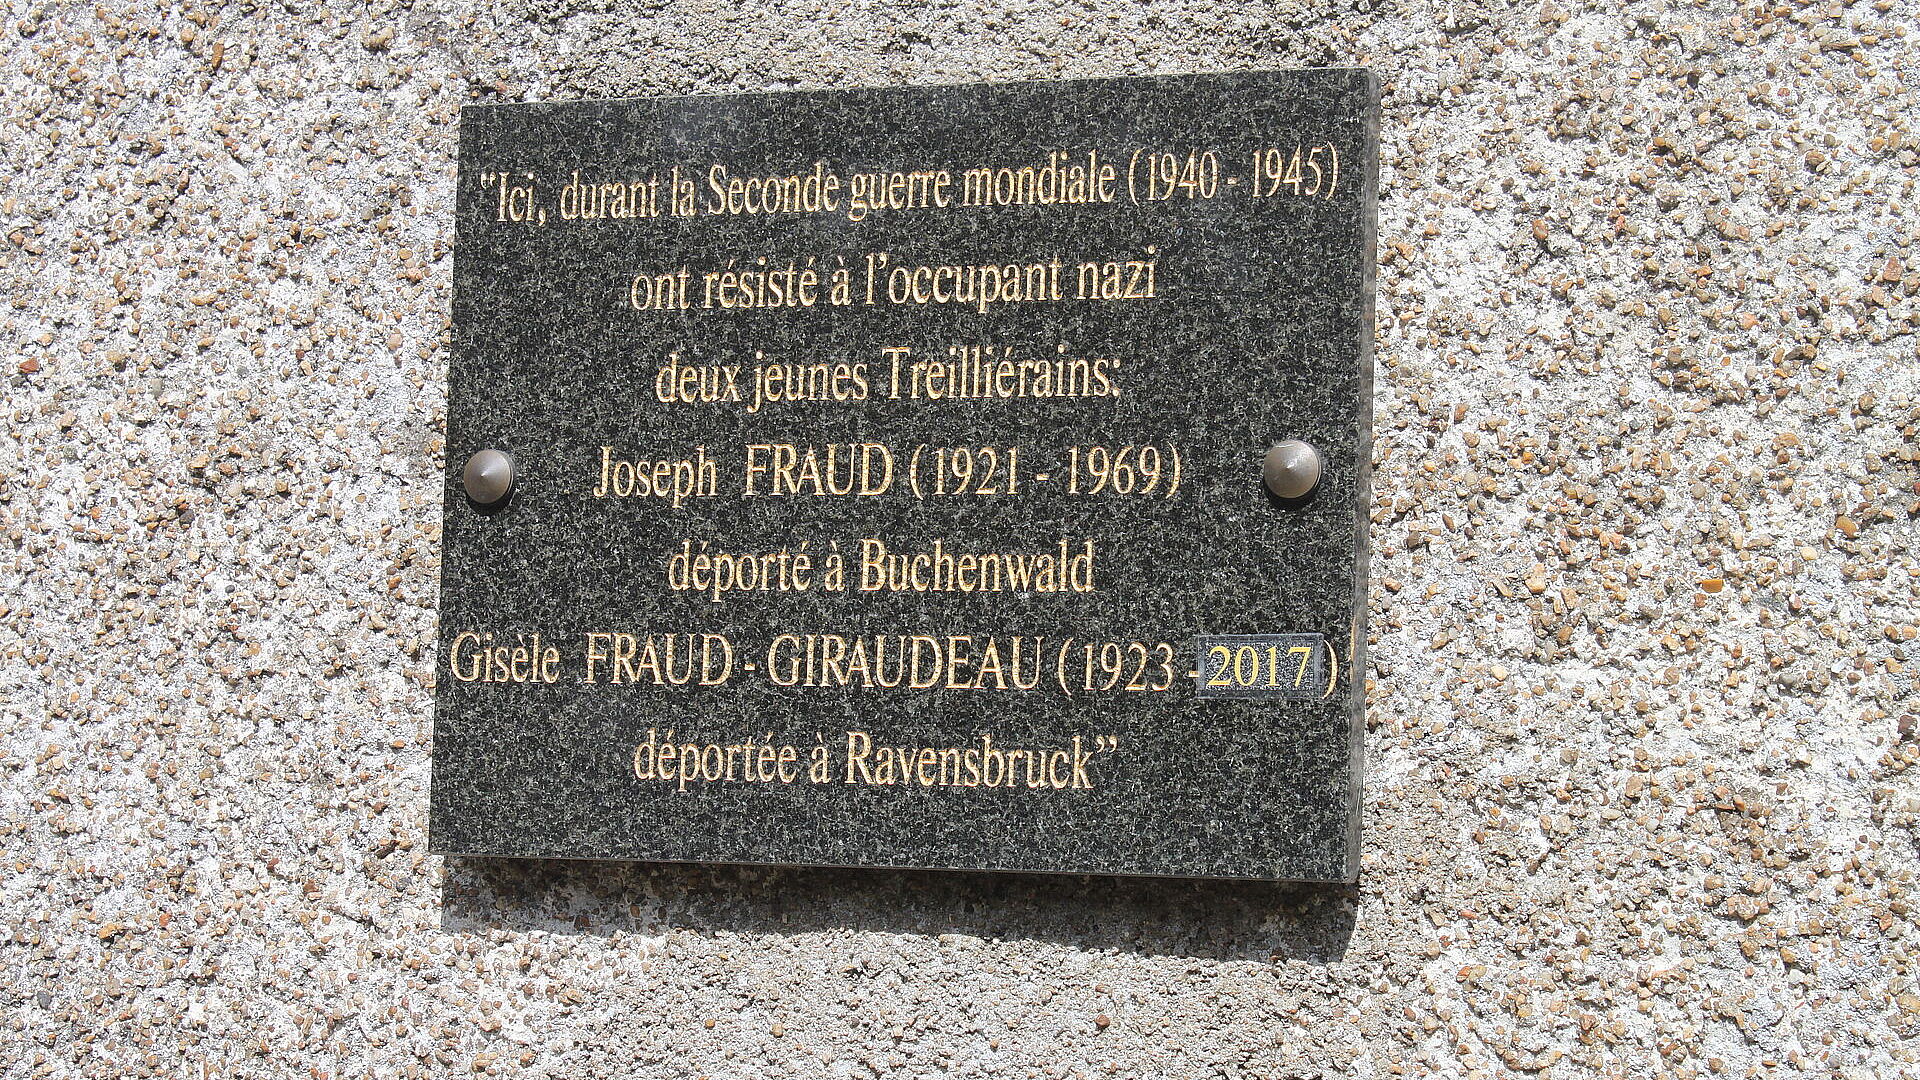 "Ici, durant la Seconde guerre mondiale (1940 - 1945)
ont résisté à l'occupant nazi
deux jeunes Treilliérains:
Joseph FRAUD (1921 - 1969)
déporté à Buchenwald
Gisèle FRAUD - GIRAUDEAU (1923 - 2017)
déportée à Ravensbruck"